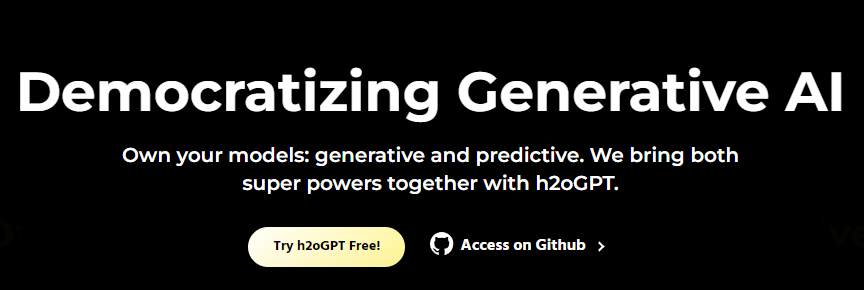 Democratizing Generative AI
Own your models: generative and predictive. We bring both
super powers together with h2oGPT.
Try h2oGPT Free!
Access on Github